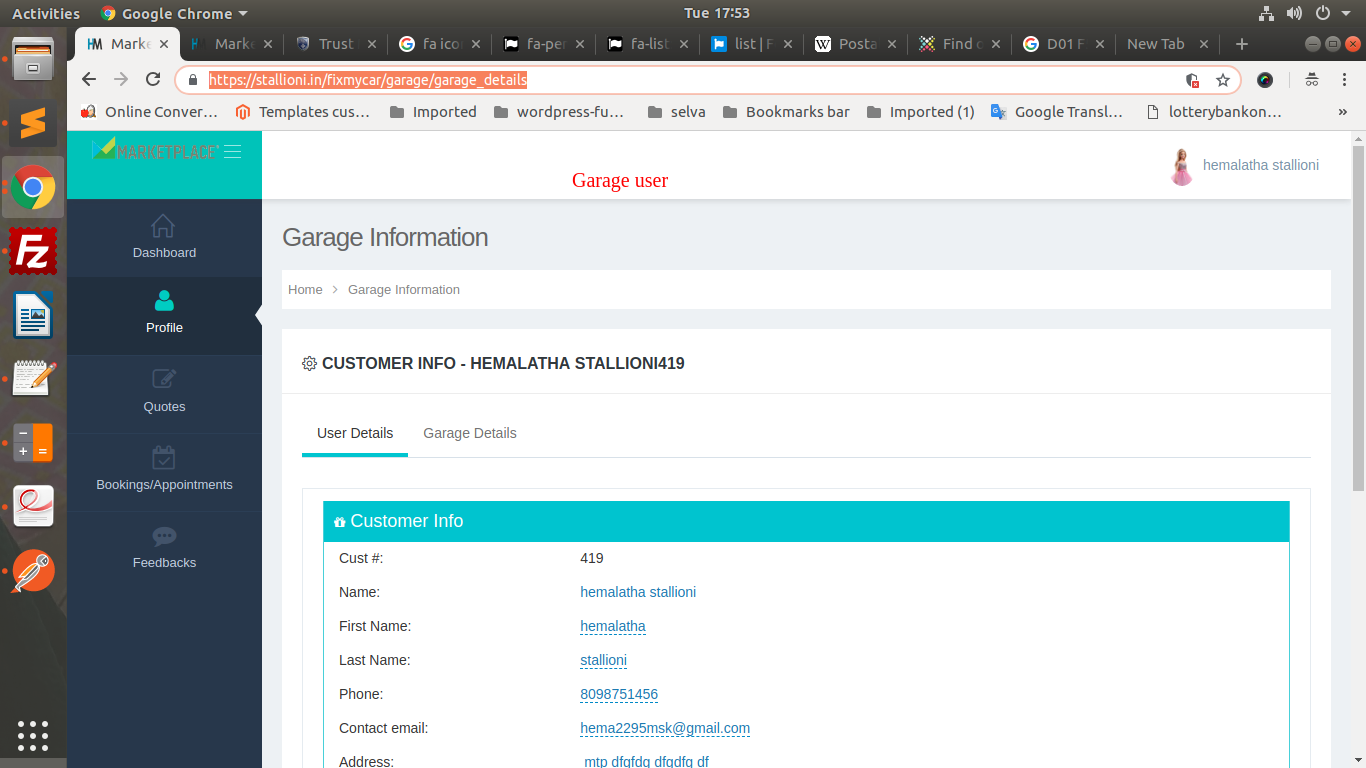 Activities Google Chrome Tue 17:53
Marke Marke Trust fa ico fa-per fa-list list | F Posta Find o D01 F New Tab
https://stallioni.in/fixmycar/garage/garage_details
Online Conver… Templates cus… Imported wordpress-fu… selva Bookmarks bar Imported (1) Google Transl… lotterybankon… »
MARKETPLACE
hemalatha stallioni
Garage user
Dashboard
Profile
Quotes
Bookings/Appointments
Feedbacks
Garage Information
Home > Garage Information
CUSTOMER INFO - HEMALATHA STALLIONI419
User Details Garage Details
Customer Info
Cust #: 419
Name: hemalatha stallioni
First Name: hemalatha
Last Name: stallioni
Phone: 8098751456
Contact email: hema2295msk@gmail.com
Address: mtp dfgfdg dfgdfg df